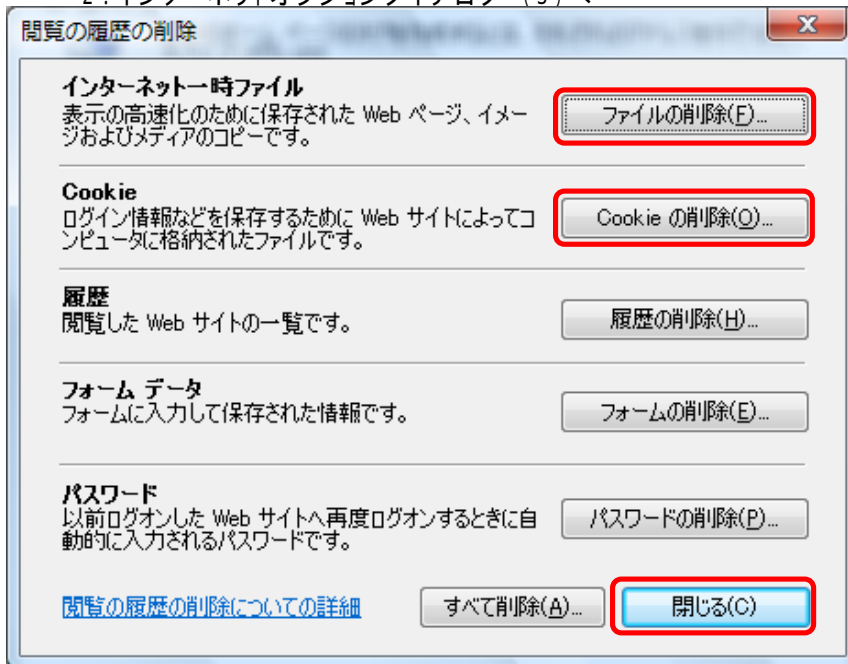 閲覧の履歴の削除
インターネット一時ファイル
表示の高速化のために保存された Web ページ、イメー
ジおよびメディアのコピーです。
ファイルの削除(F)...
Cookie
ログイン情報などを保存するために Web サイトによってコ
ンピュータに格納されたファイルです。
Cookie の削除(O)...
履歴
閲覧した Web サイトの一覧です。
履歴の削除(H)...
フォーム データ
フォームに入力して保存された情報です。
フォームの削除(E)...
パスワード
以前ログオンした Web サイトへ再度ログオンするときに自
動的に入力されるパスワードです。
パスワードの削除(P)...
閲覧の履歴の削除についての詳細
すべて削除(A)...
閉じる(C)